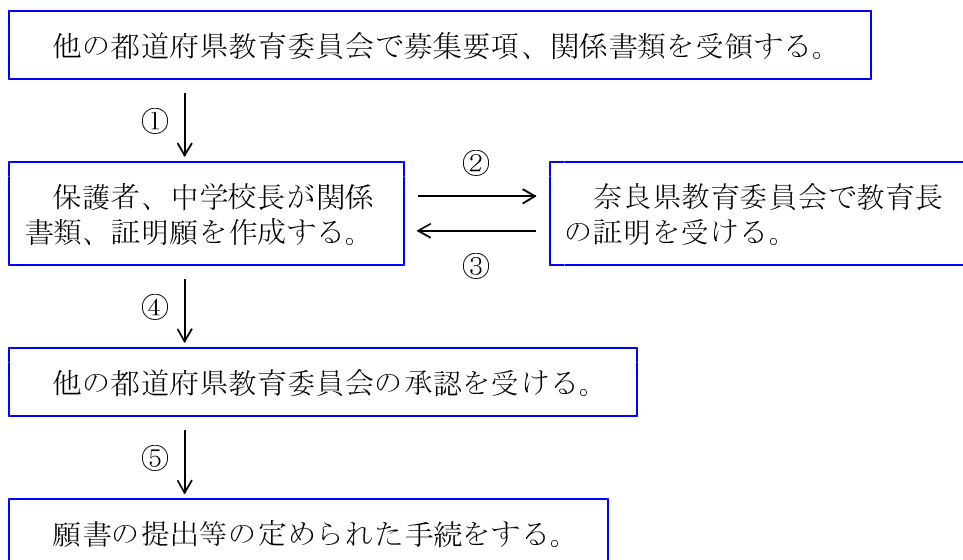 他の都道府県教育委員会で募集要項、関係書類を受領する。
①
保護者、中学校長が関係
書類、証明願を作成する。
②
③
奈良県教育委員会で教育長
の証明を受ける。
④
他の都道府県教育委員会の承認を受ける。
⑤
願書の提出等の定められた手続をする。